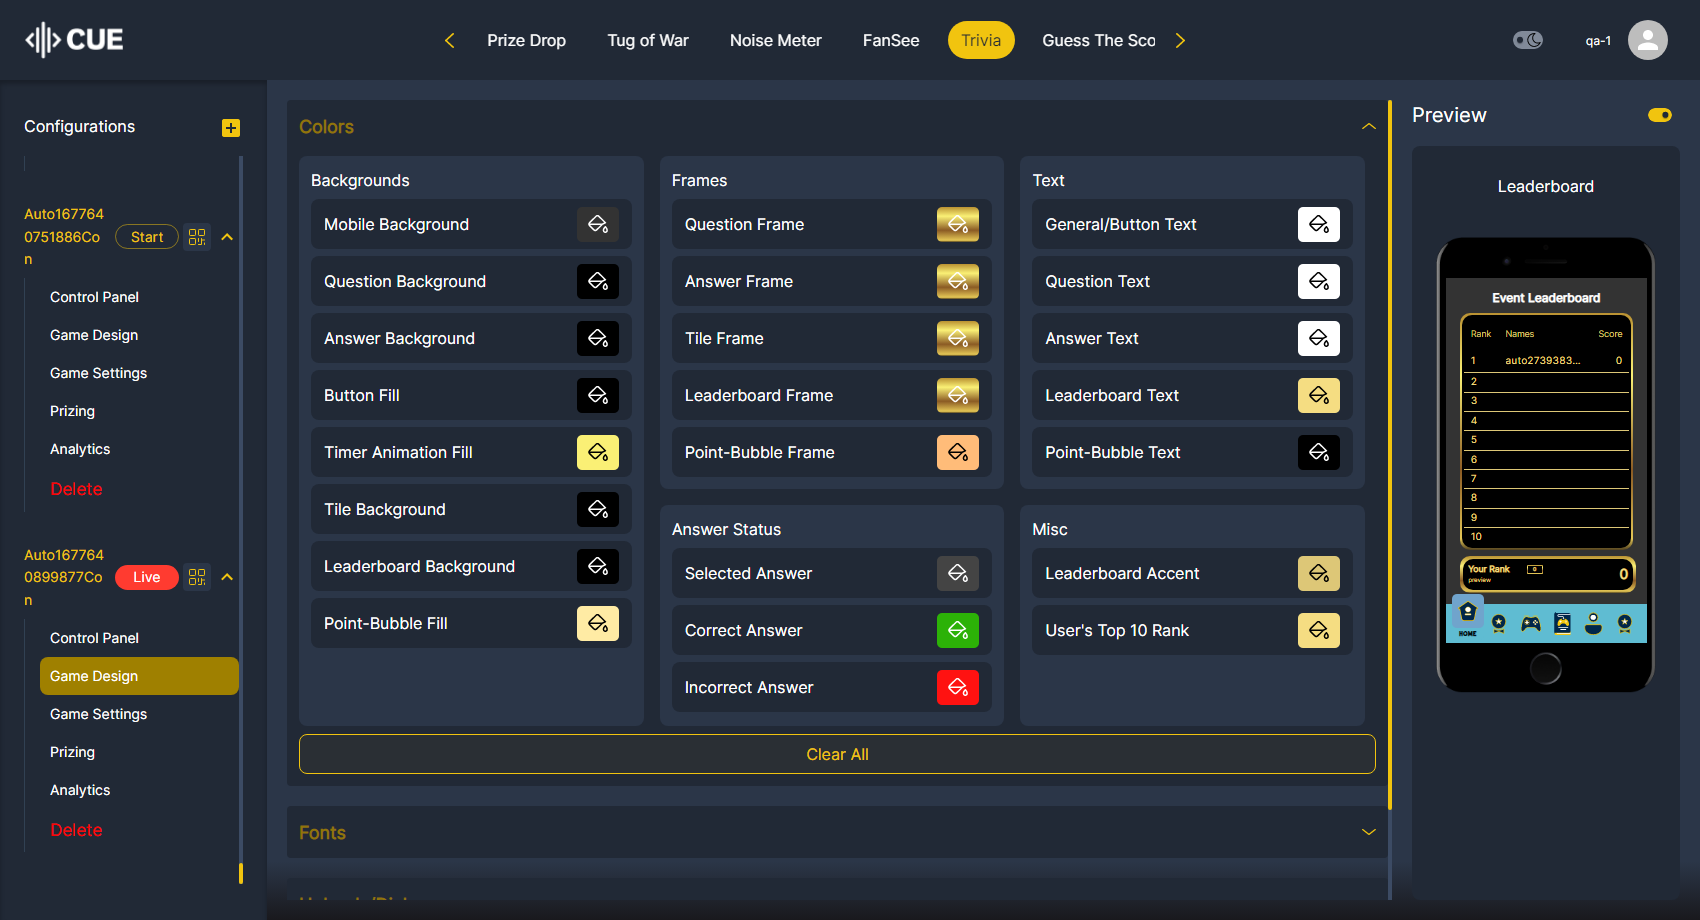 CUE
Prize Drop
Tug of War
Noise Meter
FanSee
Trivia
Guess The Sco
qa-1
Configurations
Auto167764
0751886Co
n
Start
Control Panel
Game Design
Game Settings
Prizing
Analytics
Delete
Auto167764
0899877Co
n
Live
Control Panel
Game Design
Game Settings
Prizing
Analytics
Delete
Colors
Backgrounds
Mobile Background
Question Background
Answer Background
Button Fill
Timer Animation Fill
Tile Background
Leaderboard Background
Point-Bubble Fill
Frames
Question Frame
Answer Frame
Tile Frame
Leaderboard Frame
Point-Bubble Frame
Text
General/Button Text
Question Text
Answer Text
Leaderboard Text
Point-Bubble Text
Answer Status
Selected Answer
Correct Answer
Incorrect Answer
Misc
Leaderboard Accent
User's Top 10 Rank
Clear All
Fonts
Preview
Leaderboard
Event Leaderboard
Rank Names Score
1 auto2739383... 0
2
3
4
5
6
7
8
9
10
Your Rank 0 0
preview
HOME